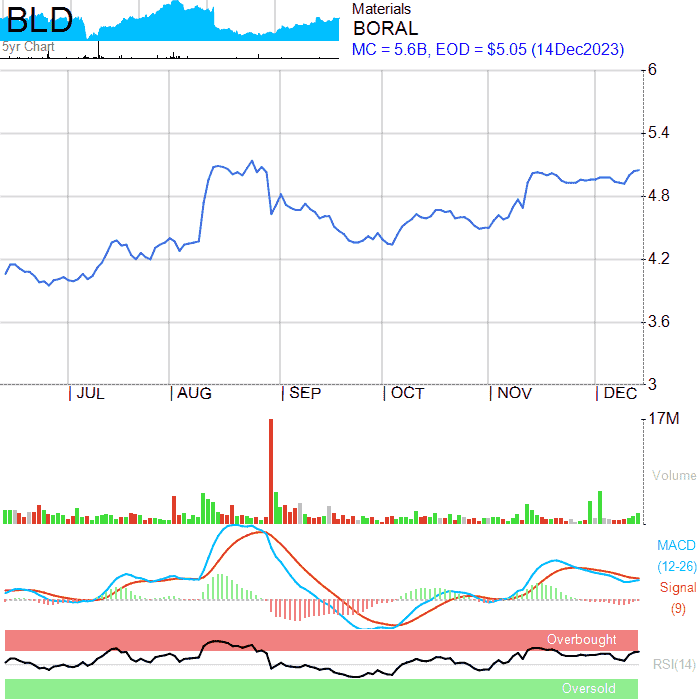 BLD
5yr Chart
Materials
BORAL
MC = 5.6B, EOD = $5.05 (14Dec2023)
6
5.4
4.8
4.2
3.6
3
JUL AUG SEP OCT NOV DEC
17M
Volume
MACD
(12-26)
Signal
(9)
Overbought
RSI(14)
Oversold